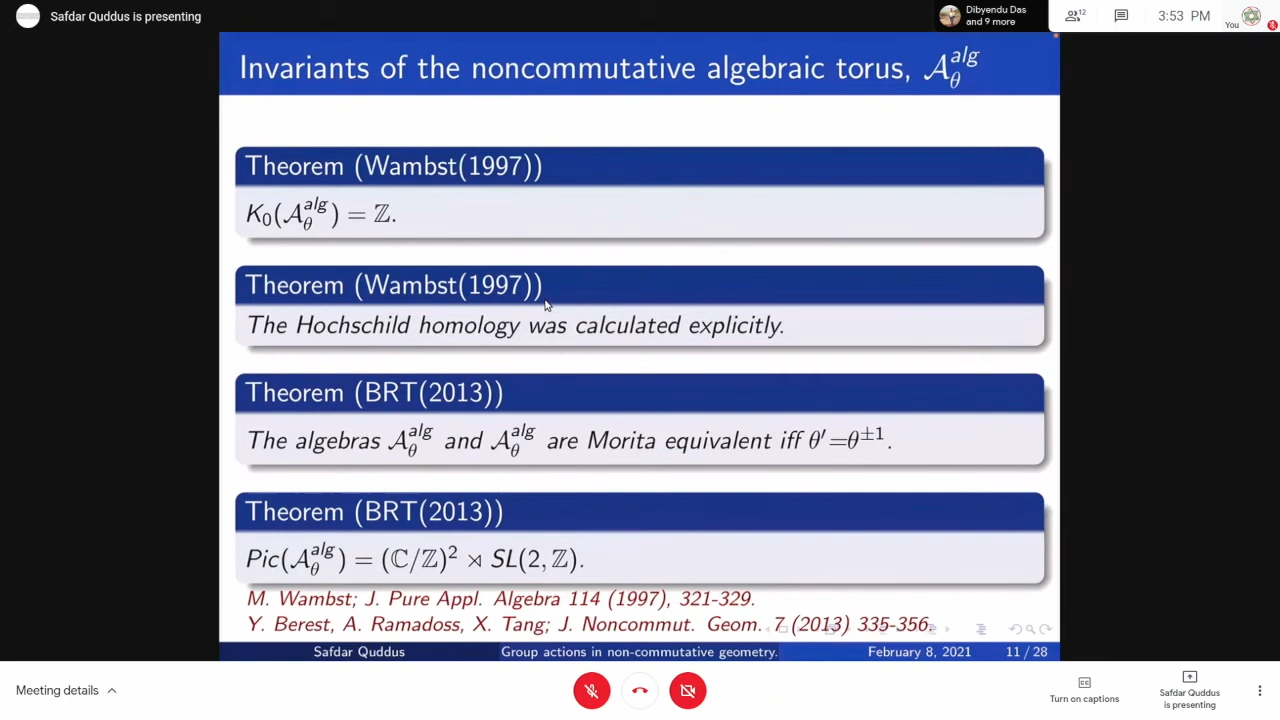 Safdar Quddus is presenting
Dibyendu Das
and 9 more
12
3:53 PM
You
Invariants of the noncommutative algebraic torus, 𝒜_θ^{alg}
Theorem (Wambst(1997))
K₀(𝒜_θ^{alg}) = ℤ.
Theorem (Wambst(1997))
The Hochschild homology was calculated explicitly.
Theorem (BRT(2013))
The algebras 𝒜_θ^{alg} and 𝒜_θ^{alg} are Morita equivalent iff θ′=θ^{±1}.
Theorem (BRT(2013))
Pic(𝒜_θ^{alg}) = (ℂ/ℤ)² ⋊ SL(2, ℤ).
M. Wambst; J. Pure Appl. Algebra 114 (1997), 321-329.
Y. Berest, A. Ramadoss, X. Tang; J. Noncommut. Geom. 7 (2013) 335-356.
Safdar Quddus Group actions in non-commutative geometry. February 8, 2021 11 / 28
Meeting details
Turn on captions
Safdar Quddus
is presenting